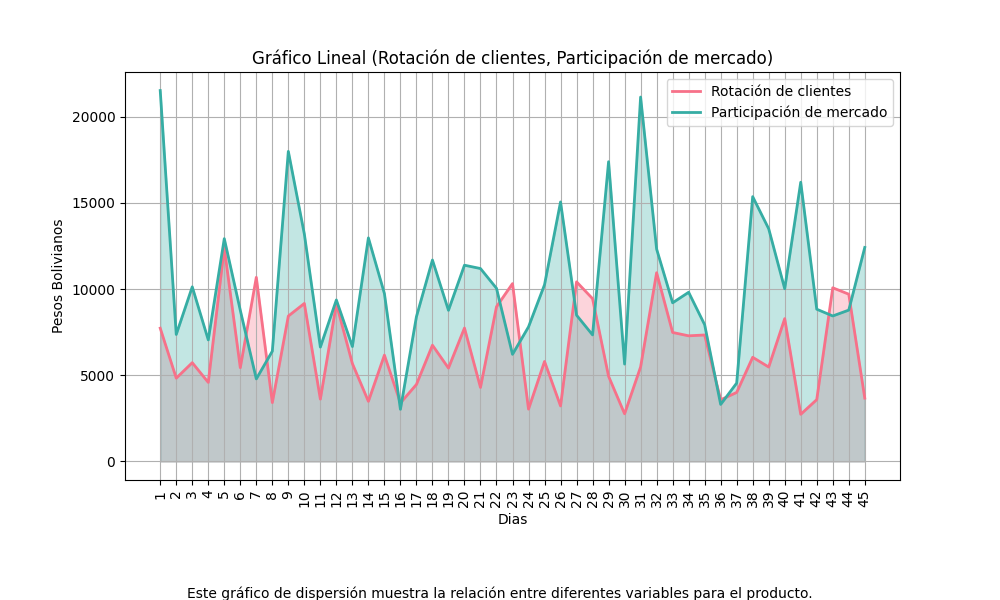 Gráfico Lineal (Rotación de clientes, Participación de mercado)
Rotación de clientes
Participación de mercado
Pesos Bolivianos
20000
15000
10000
5000
0
1 2 3 4 5 6 7 8 9 10 11 12 13 14 15 16 17 18 19 20 21 22 23 24 25 26 27 28 29 30 31 32 33 34 35 36 37 38 39 40 41 42 43 44 45
Dias
Este gráfico de dispersión muestra la relación entre diferentes variables para el producto.